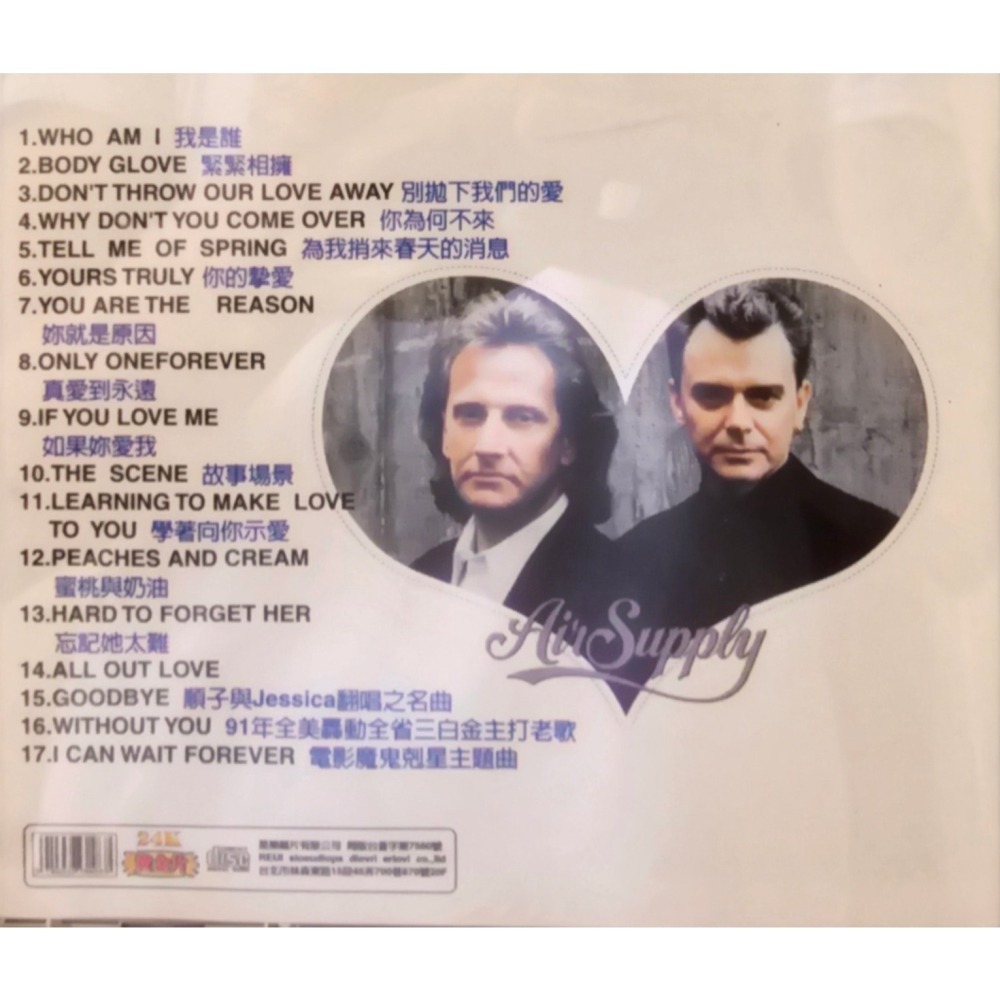 1.WHO AM I 我是誰
2.BODY GLOVE 緊緊相擁
3.DON'T THROW OUR LOVE AWAY 別拋下我們的愛
4.WHY DON'T YOU COME OVER 你為何不來
5.TELL ME OF SPRING 為我捎來春天的消息
6.YOURS TRULY 你的摯愛
7.YOU ARE THE REASON
妳就是原因
8.ONLY ONEFOREVER
真愛到永遠
9.IF YOU LOVE ME
如果妳愛我
10.THE SCENE 故事場景
11.LEARNING TO MAKE LOVE
TO YOU 學著向你示愛
12.PEACHES AND CREAM
蜜桃與奶油
13.HARD TO FORGET HER
忘記她太難
14.ALL OUT LOVE
15.GOODBYE 順子與Jessica翻唱之名曲
16.WITHOUT YOU 91年全美轟動全省三白金主打老歌
17.I CAN WAIT FOREVER 電影魔鬼剋星主題曲
Air Supply
24K
黃金片
disc